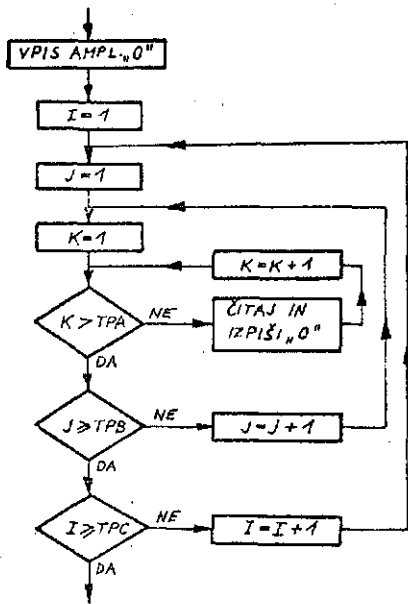 VPIS AMPL. „0"
I=1
J=1
K=1
K=K+1
K>TPA
NE
ČITAJ IN
IZPIŠI „0"
DA
J≥TPB
NE
J=J+1
DA
I≥TPC
NE
I=I+1
DA